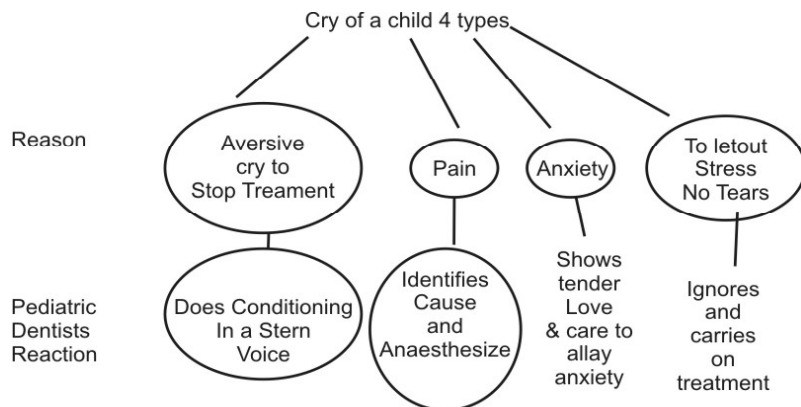 Cry of a child 4 types
Reason
Aversive
cry to
Stop Treament
Pain
Anxiety
To letout
Stress
No Tears
Pediatric
Dentists
Reaction
Does Conditioning
In a Stern
Voice
Identifies
Cause
and
Anaesthesize
Shows
tender
Love
& care to
allay
anxiety
Ignores
and
carries
on
treatment